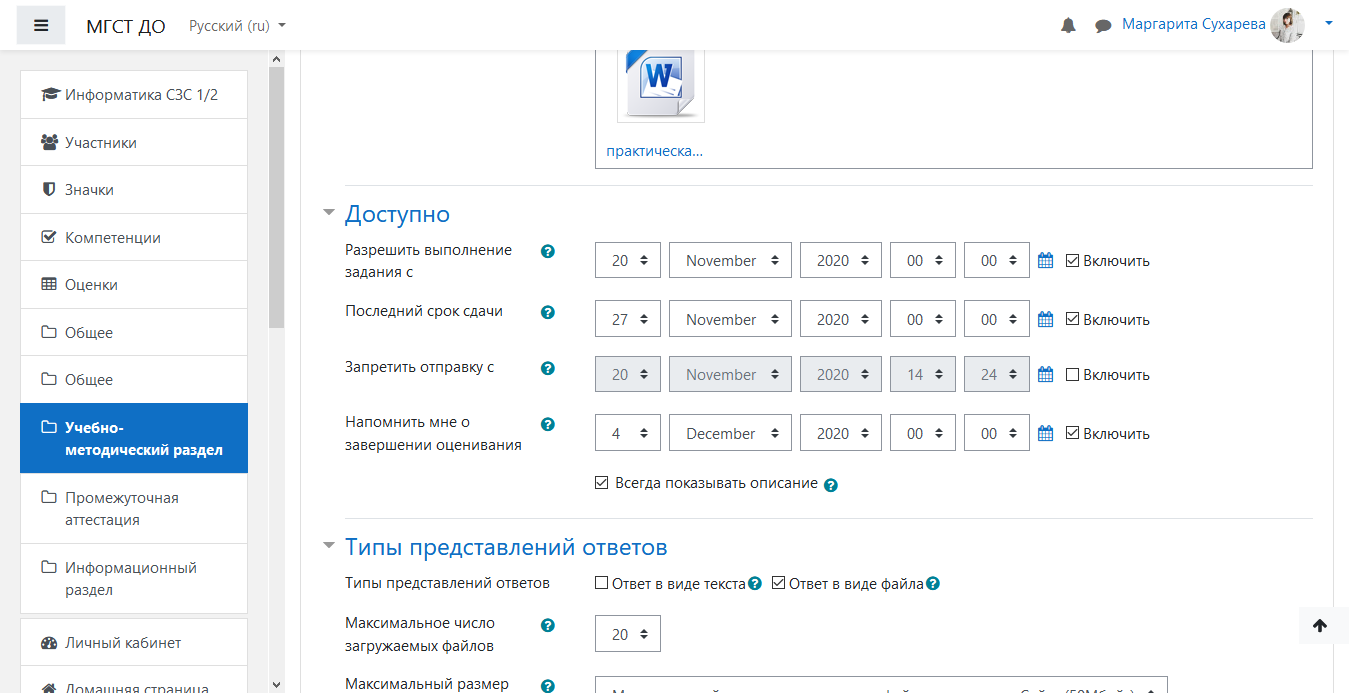 МГСТ ДО
Русский (ru)
Маргарита Сухарева
Информатика СЗС 1/2
Участники
Значки
Компетенции
Оценки
Общее
Общее
Учебно-
методический раздел
Промежуточная
аттестация
Информационный
раздел
Личный кабинет
Домашняя страница
практическа...
Доступно
Разрешить выполнение
задания с
20 November 2020 00 00 Включить
Последний срок сдачи
27 November 2020 00 00 Включить
Запретить отправку с
20 November 2020 14 24 Включить
Напомнить мне о
завершении оценивания
4 December 2020 00 00 Включить
Всегда показывать описание
Типы представлений ответов
Типы представлений ответов
Ответ в виде текста Ответ в виде файла
Максимальное число
загружаемых файлов
20
Максимальный размер